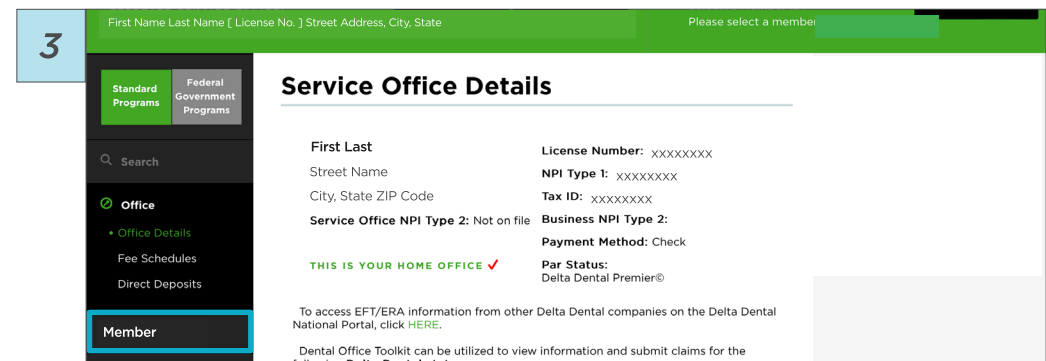 3
First Name Last Name [ License No. ] Street Address, City, State
Please select a member
Standard Programs
Federal Government Programs
Search
Office
• Office Details
Fee Schedules
Direct Deposits
Member
Service Office Details
First Last
Street Name
City, State ZIP Code
Service Office NPI Type 2: Not on file
THIS IS YOUR HOME OFFICE ✓
License Number: XXXXXXXX
NPI Type 1: XXXXXXXX
Tax ID: XXXXXXXX
Business NPI Type 2:
Payment Method: Check
Par Status:
Delta Dental Premier©
To access EFT/ERA information from other Delta Dental companies on the Delta Dental
National Portal, click HERE.
Dental Office Toolkit can be utilized to view information and submit claims for the